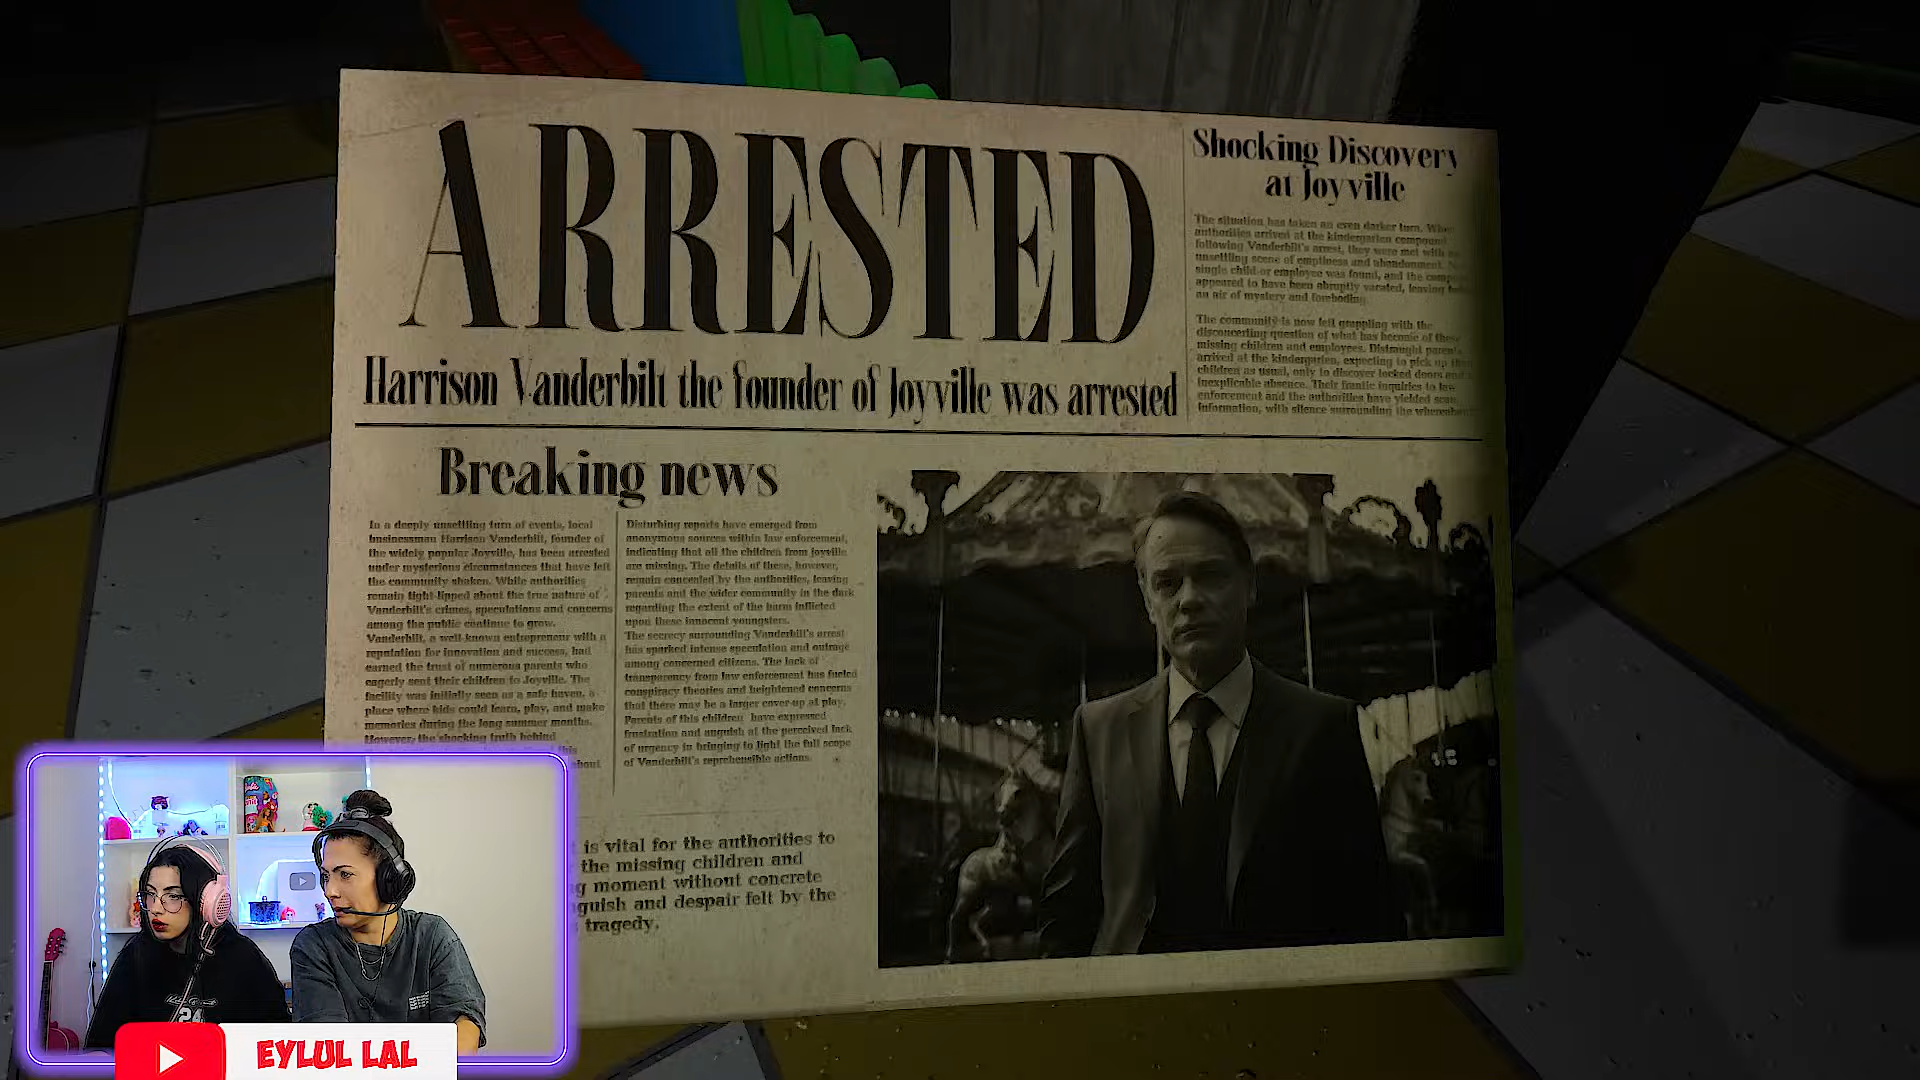 ARRESTED
Harrison Vanderbilt the founder of Joyville was arrested
Shocking Discovery
at Joyville
The situation has taken an even darker turn. When
authorities arrived at the kindergarten compound
following Vanderbilt's arrest, they were met with an
unsettling scene of emptiness and abandonment.
single child or employee was found, and the
appeared to have been abruptly vacated, leaving
an air of mystery and foreboding.
The community is now left grappling with the
disconcerting question of what has become of these
missing children and employees. Distraught parents
arrived at the kindergarten, expecting to pick up
children as usual, only to discover locked doors and
inexplicable absence. Their frantic inquiries to law
enforcement and the authorities have yielded
information, with silence surrounding the
Breaking news
In a deeply unsettling turn of events, local
businessman Harrison Vanderbilt, founder of
the widely popular Joyville, has been arrested
under mysterious circumstances that have left
the community shaken. While authorities
remain tight-lipped about the true nature of
Vanderbilt's crimes, speculations and concerns
among the public continue to grow.
Vanderbilt, a well-known entrepreneur with a
reputation for innovation and success, had
earned the trust of numerous parents who
eagerly sent their children to Joyville. The
facility was initially seen as a safe haven, a
place where kids could learn, play, and make
memories during the long summer months.
However, the shocking truth behind
this
about
Disturbing reports have emerged from
anonymous sources within law enforcement,
indicating that all the children from Joyville
are missing. The details of these, however,
remain concealed by the authorities, leaving
parents and the wider community in the dark
regarding the extent of the harm inflicted
upon these innocent youngsters.
The secrecy surrounding Vanderbilt's arrest
has sparked intense speculation and outrage
among concerned citizens. The lack of
transparency from law enforcement has fueled
conspiracy theories and heightened concerns
that there may be a larger cover-up at play.
Parents of this children have expressed
frustration and anguish at the perceived lack
of urgency in bringing to light the full scope
of Vanderbilt's reprehensible actions.
is vital for the authorities to
the missing children and
moment without concrete
and despair felt by the
tragedy.
24
EYLUL LAL